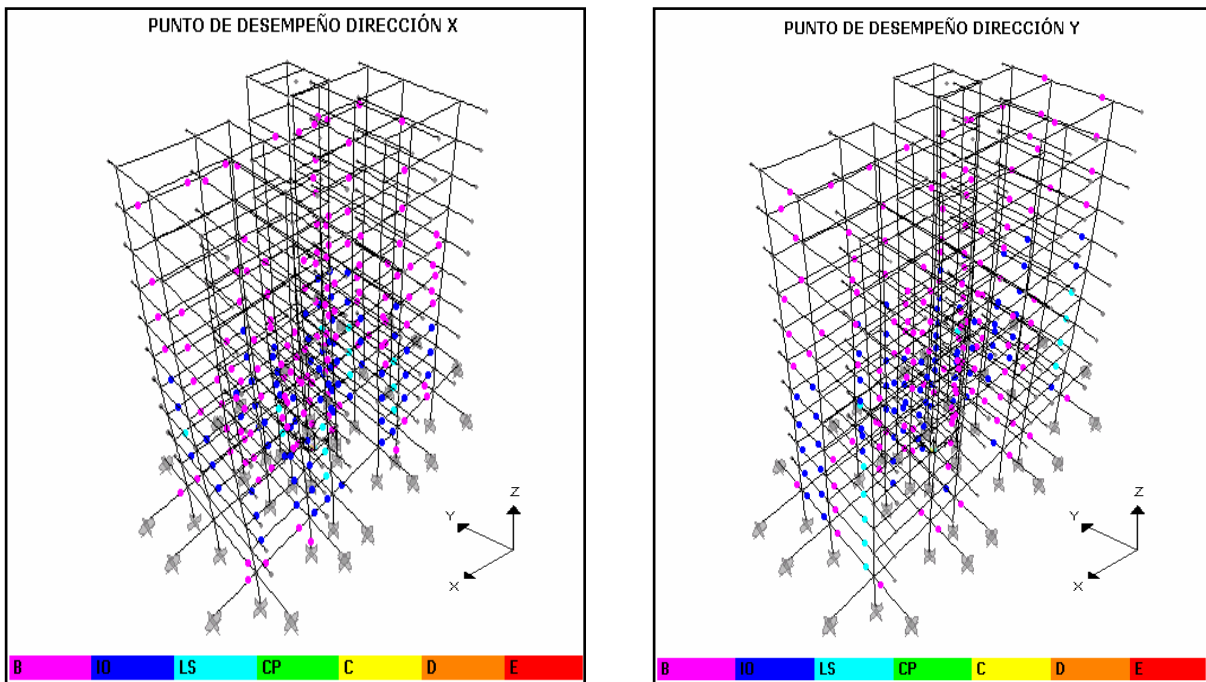 PUNTO DE DESEMPEÑO DIRECCIÓN X
Z
Y
X
B IO LS CP C D E
PUNTO DE DESEMPEÑO DIRECCIÓN Y
Z
Y
X
B IO LS CP C D E